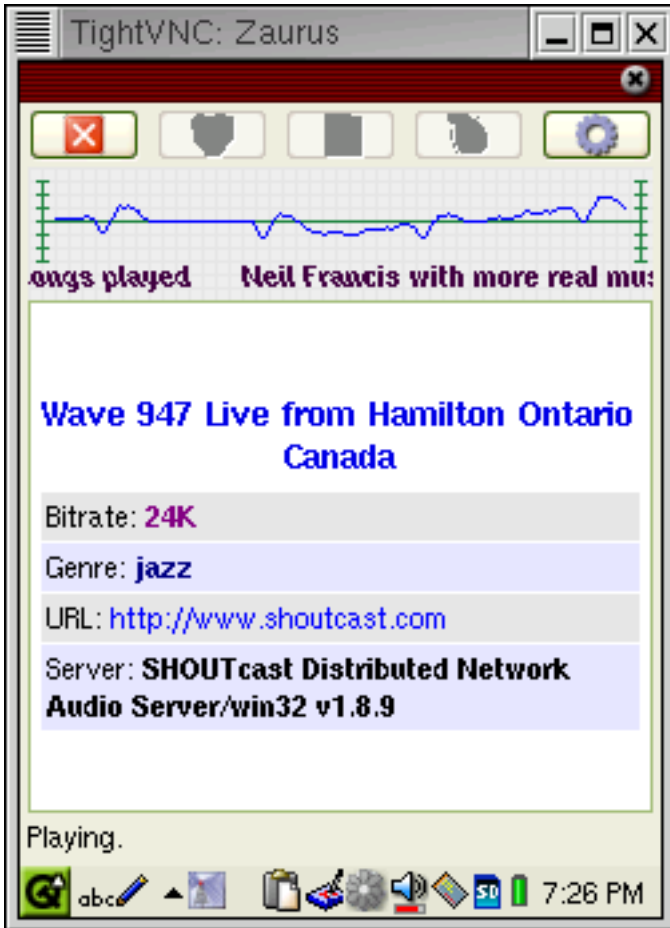 TightVNC: Zaurus
ongs played Neil Francis with more real mus
Wave 947 Live from Hamilton Ontario
Canada
Bitrate: 24K
Genre: jazz
URL: http://www.shoutcast.com
Server: SHOUTcast Distributed Network
Audio Server/win32 v1.8.9
Playing.
abc SD 7:26 PM